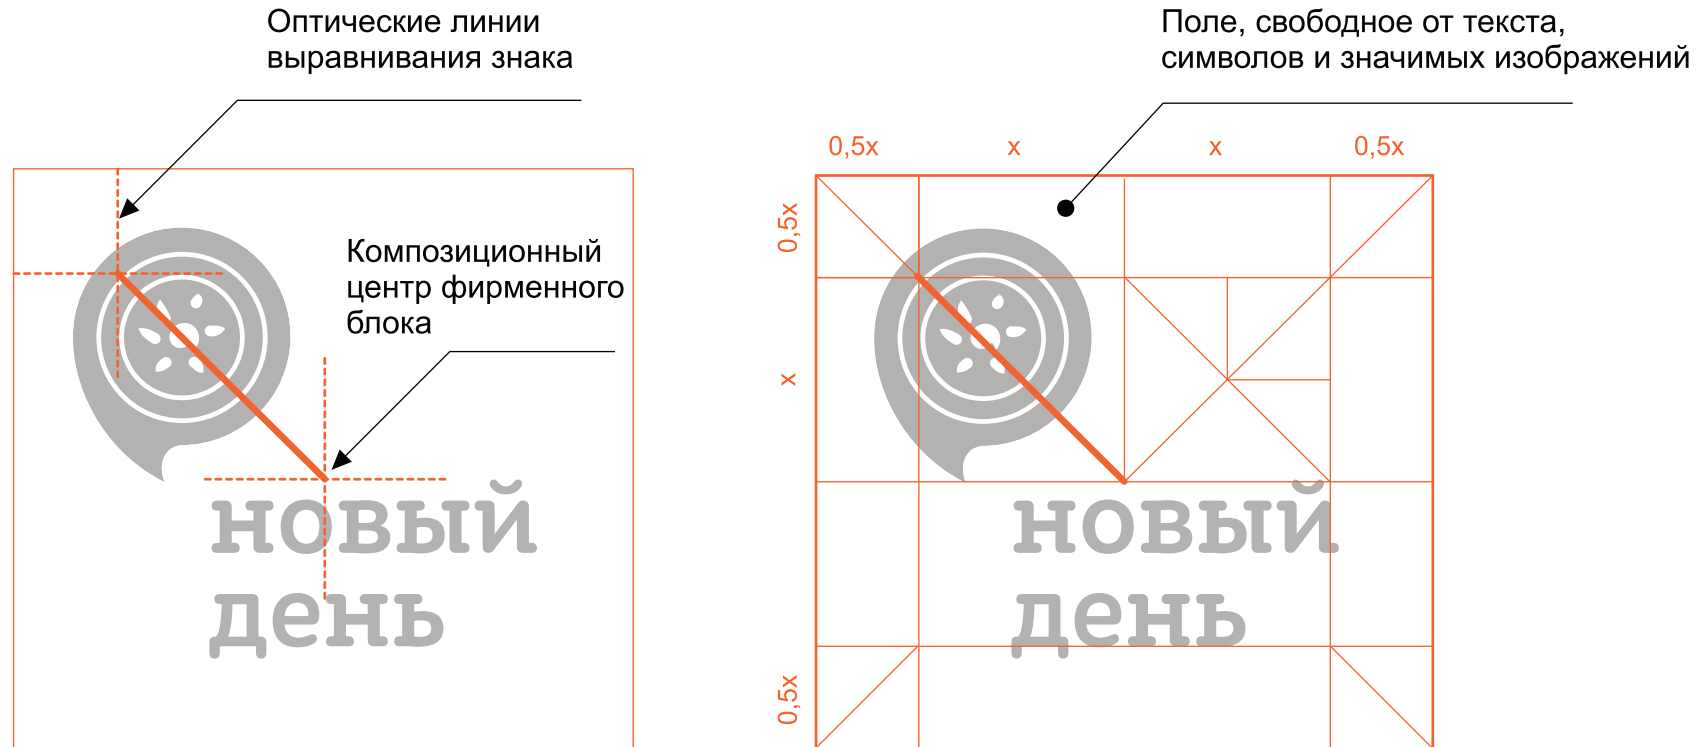 Оптические линии
выравнивания знака
Композиционный
центр фирменного
блока
новый
день
Поле, свободное от текста,
символов и значимых изображений
0,5x
x
x
0,5x
0,5x
x
0,5x
новый
день